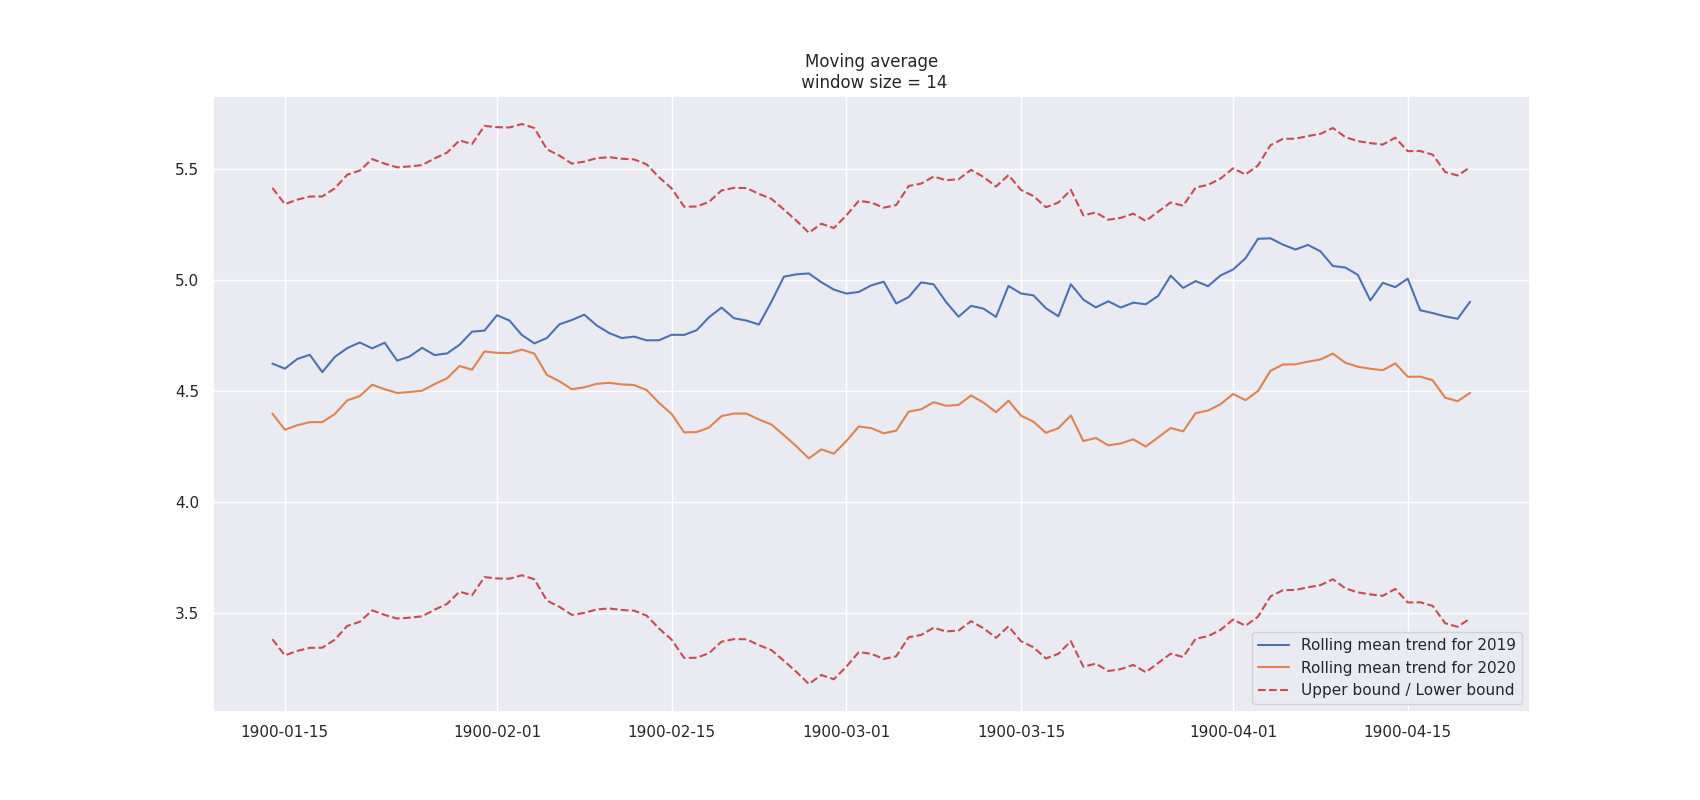 Moving average
window size = 14
5.5
5.0
4.5
4.0
3.5
Rolling mean trend for 2019
Rolling mean trend for 2020
Upper bound / Lower bound
1900-01-15
1900-02-01
1900-02-15
1900-03-01
1900-03-15
1900-04-01
1900-04-15